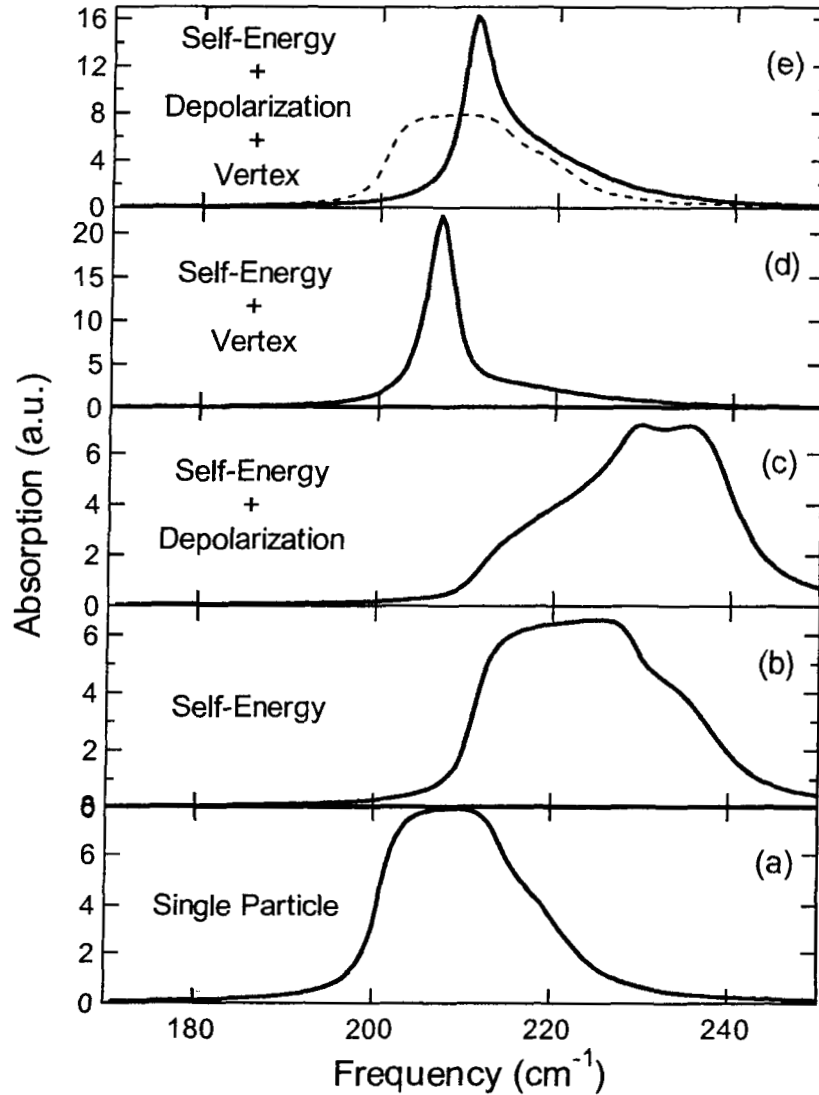 16
12
8
4
0
Self-Energy
+
Depolarization
+
Vertex
(e)
20
15
10
5
0
Self-Energy
+
Vertex
(d)
6
4
2
0
Self-Energy
+
Depolarization
(c)
6
4
2
Self-Energy
(b)
8
6
4
2
0
Single Particle
(a)
180
200
220
240
Absorption (a.u.)
Frequency (cm⁻¹)